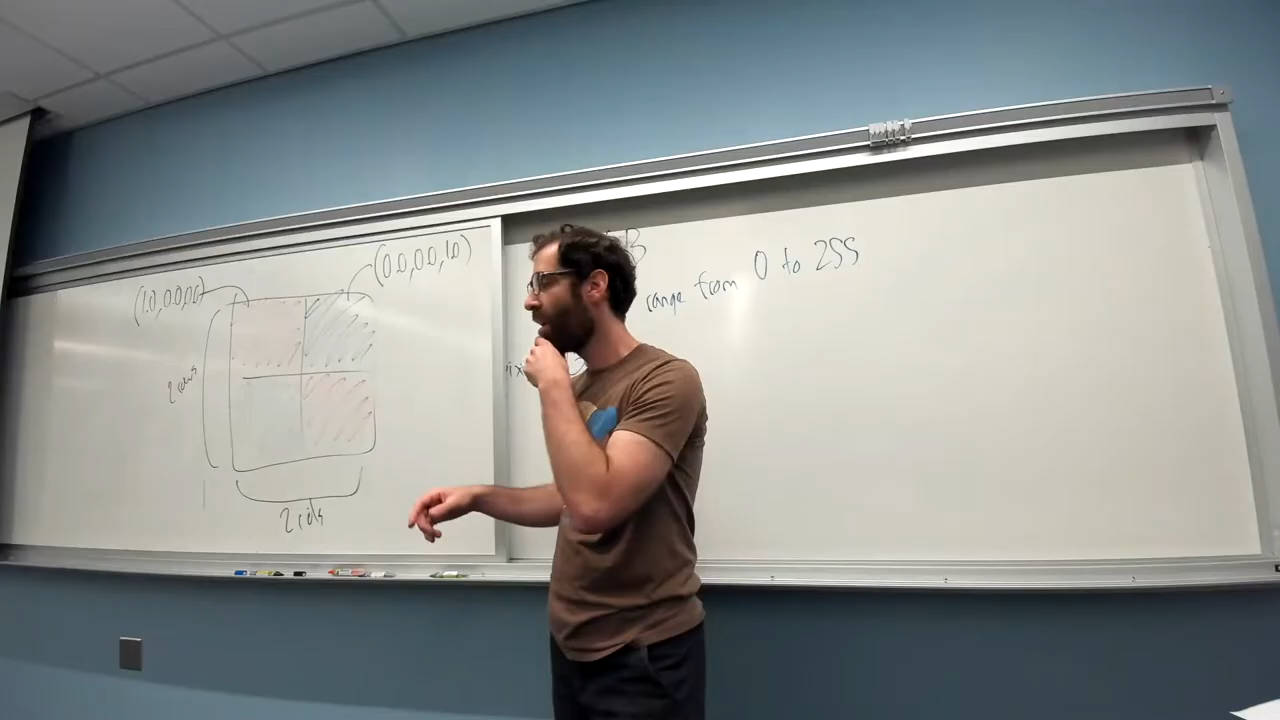 (1.0, 0.0, 0.0)
(0.0, 0.0, 1.0)
2 rows
2 cols
B
range from 0 to 255